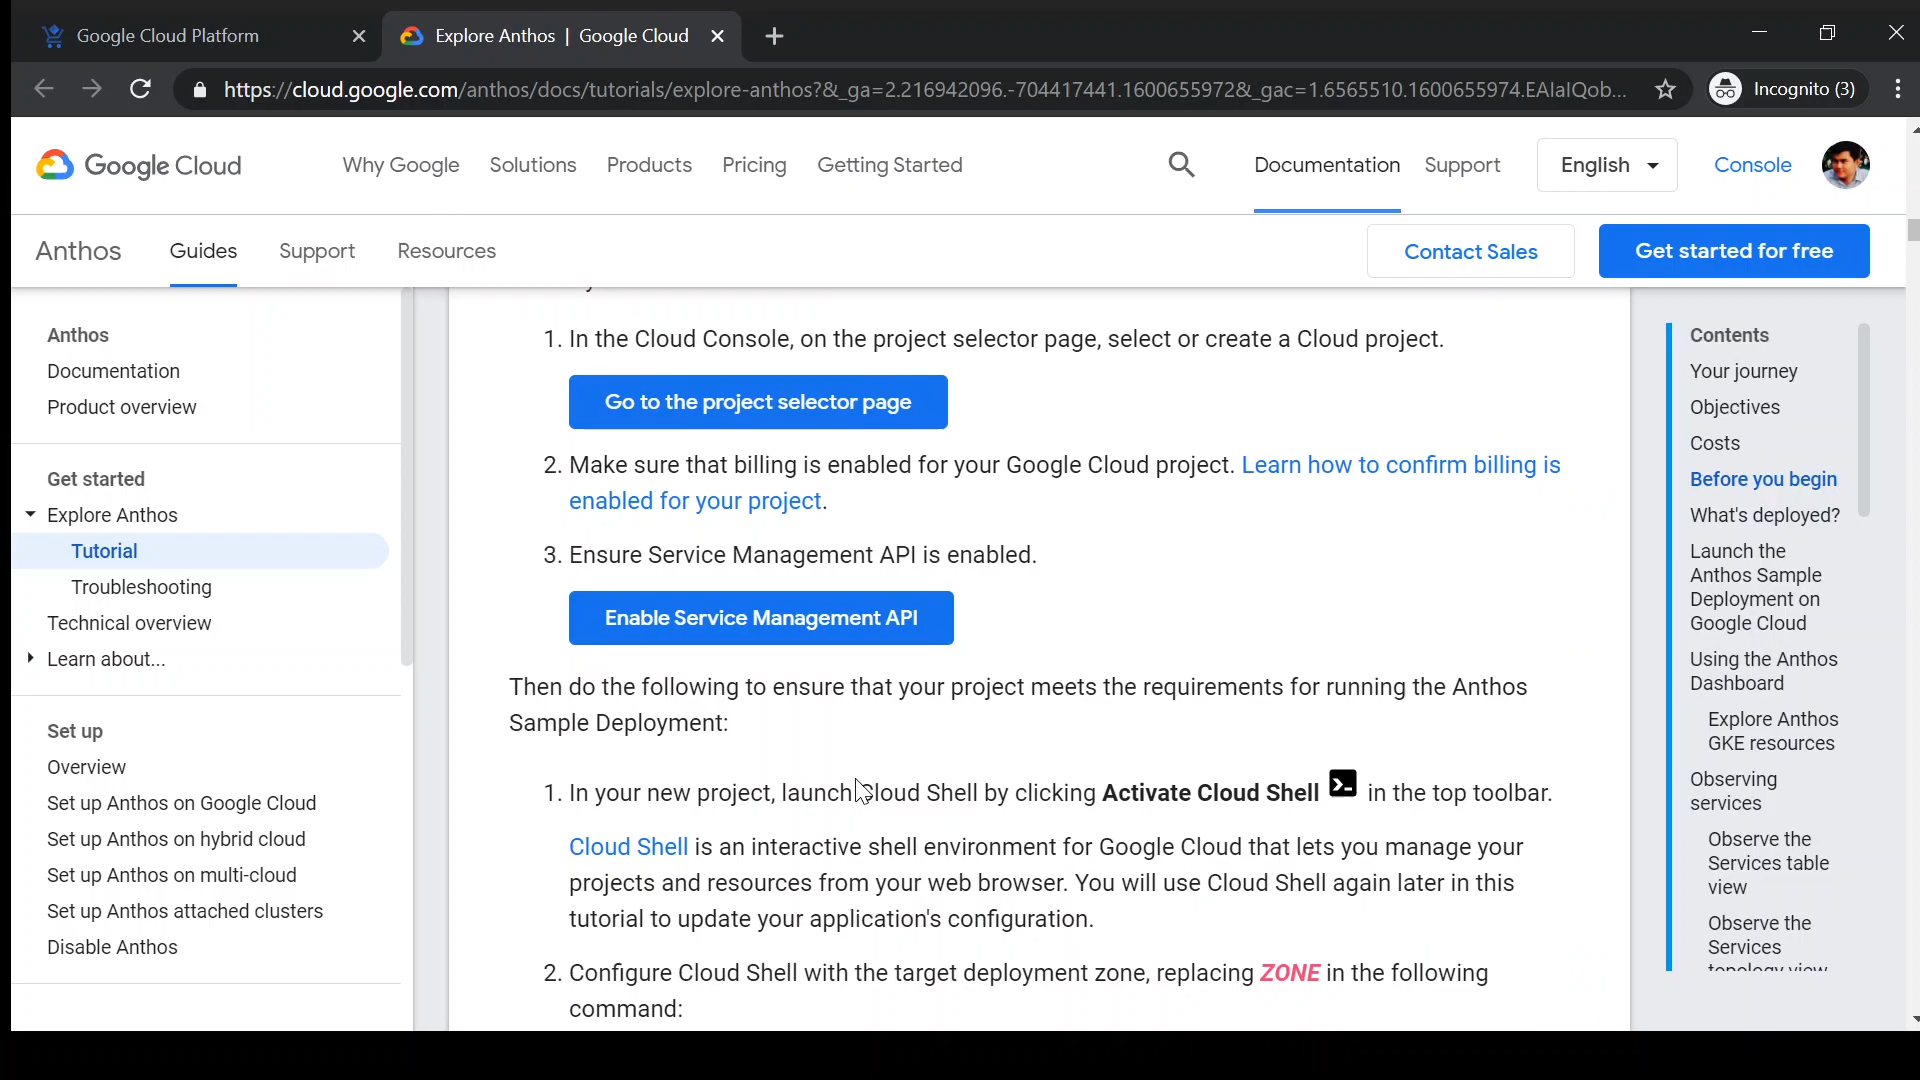 Google Cloud Platform
Explore Anthos | Google Cloud
https://cloud.google.com/anthos/docs/tutorials/explore-anthos?&_ga=2.216942096.-704417441.1600655972&_gac=1.6565510.1600655974.EAIaIQob...
Incognito (3)
Google Cloud
Why Google
Solutions
Products
Pricing
Getting Started
Documentation
Support
English
Console
Anthos
Guides
Support
Resources
Contact Sales
Get started for free
Anthos
Documentation
Product overview
Get started
Explore Anthos
Tutorial
Troubleshooting
Technical overview
Learn about...
Set up
Overview
Set up Anthos on Google Cloud
Set up Anthos on hybrid cloud
Set up Anthos on multi-cloud
Set up Anthos attached clusters
Disable Anthos
1. In the Cloud Console, on the project selector page, select or create a Cloud project.
Go to the project selector page
2. Make sure that billing is enabled for your Google Cloud project. Learn how to confirm billing is
enabled for your project.
3. Ensure Service Management API is enabled.
Enable Service Management API
Then do the following to ensure that your project meets the requirements for running the Anthos
Sample Deployment:
1. In your new project, launch Cloud Shell by clicking Activate Cloud Shell in the top toolbar.
Cloud Shell is an interactive shell environment for Google Cloud that lets you manage your
projects and resources from your web browser. You will use Cloud Shell again later in this
tutorial to update your application's configuration.
2. Configure Cloud Shell with the target deployment zone, replacing ZONE in the following
command:
Contents
Your journey
Objectives
Costs
Before you begin
What's deployed?
Launch the
Anthos Sample
Deployment on
Google Cloud
Using the Anthos
Dashboard
Explore Anthos
GKE resources
Observing
services
Observe the
Services table
view
Observe the
Services
topology view